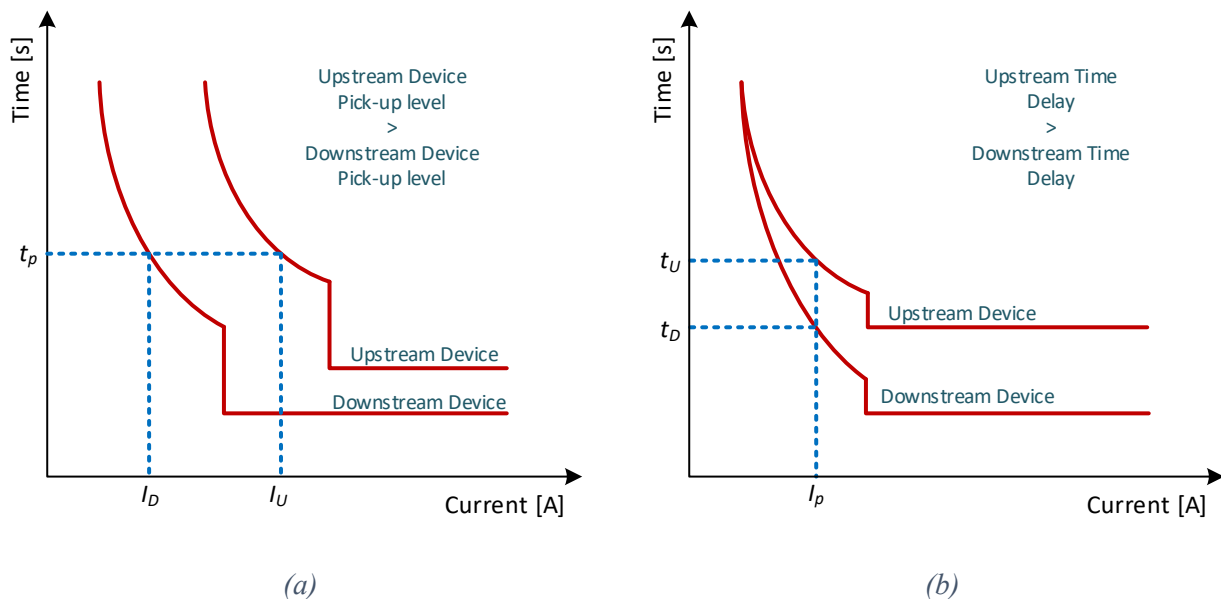 Time [s]
Upstream Device
Pick-up level
>
Downstream Device
Pick-up level
t_p
Upstream Device
Downstream Device
I_D
I_U
Current [A]
(a)
Time [s]
Upstream Time
Delay
>
Downstream Time
Delay
t_U
t_D
Upstream Device
Downstream Device
I_p
Current [A]
(b)